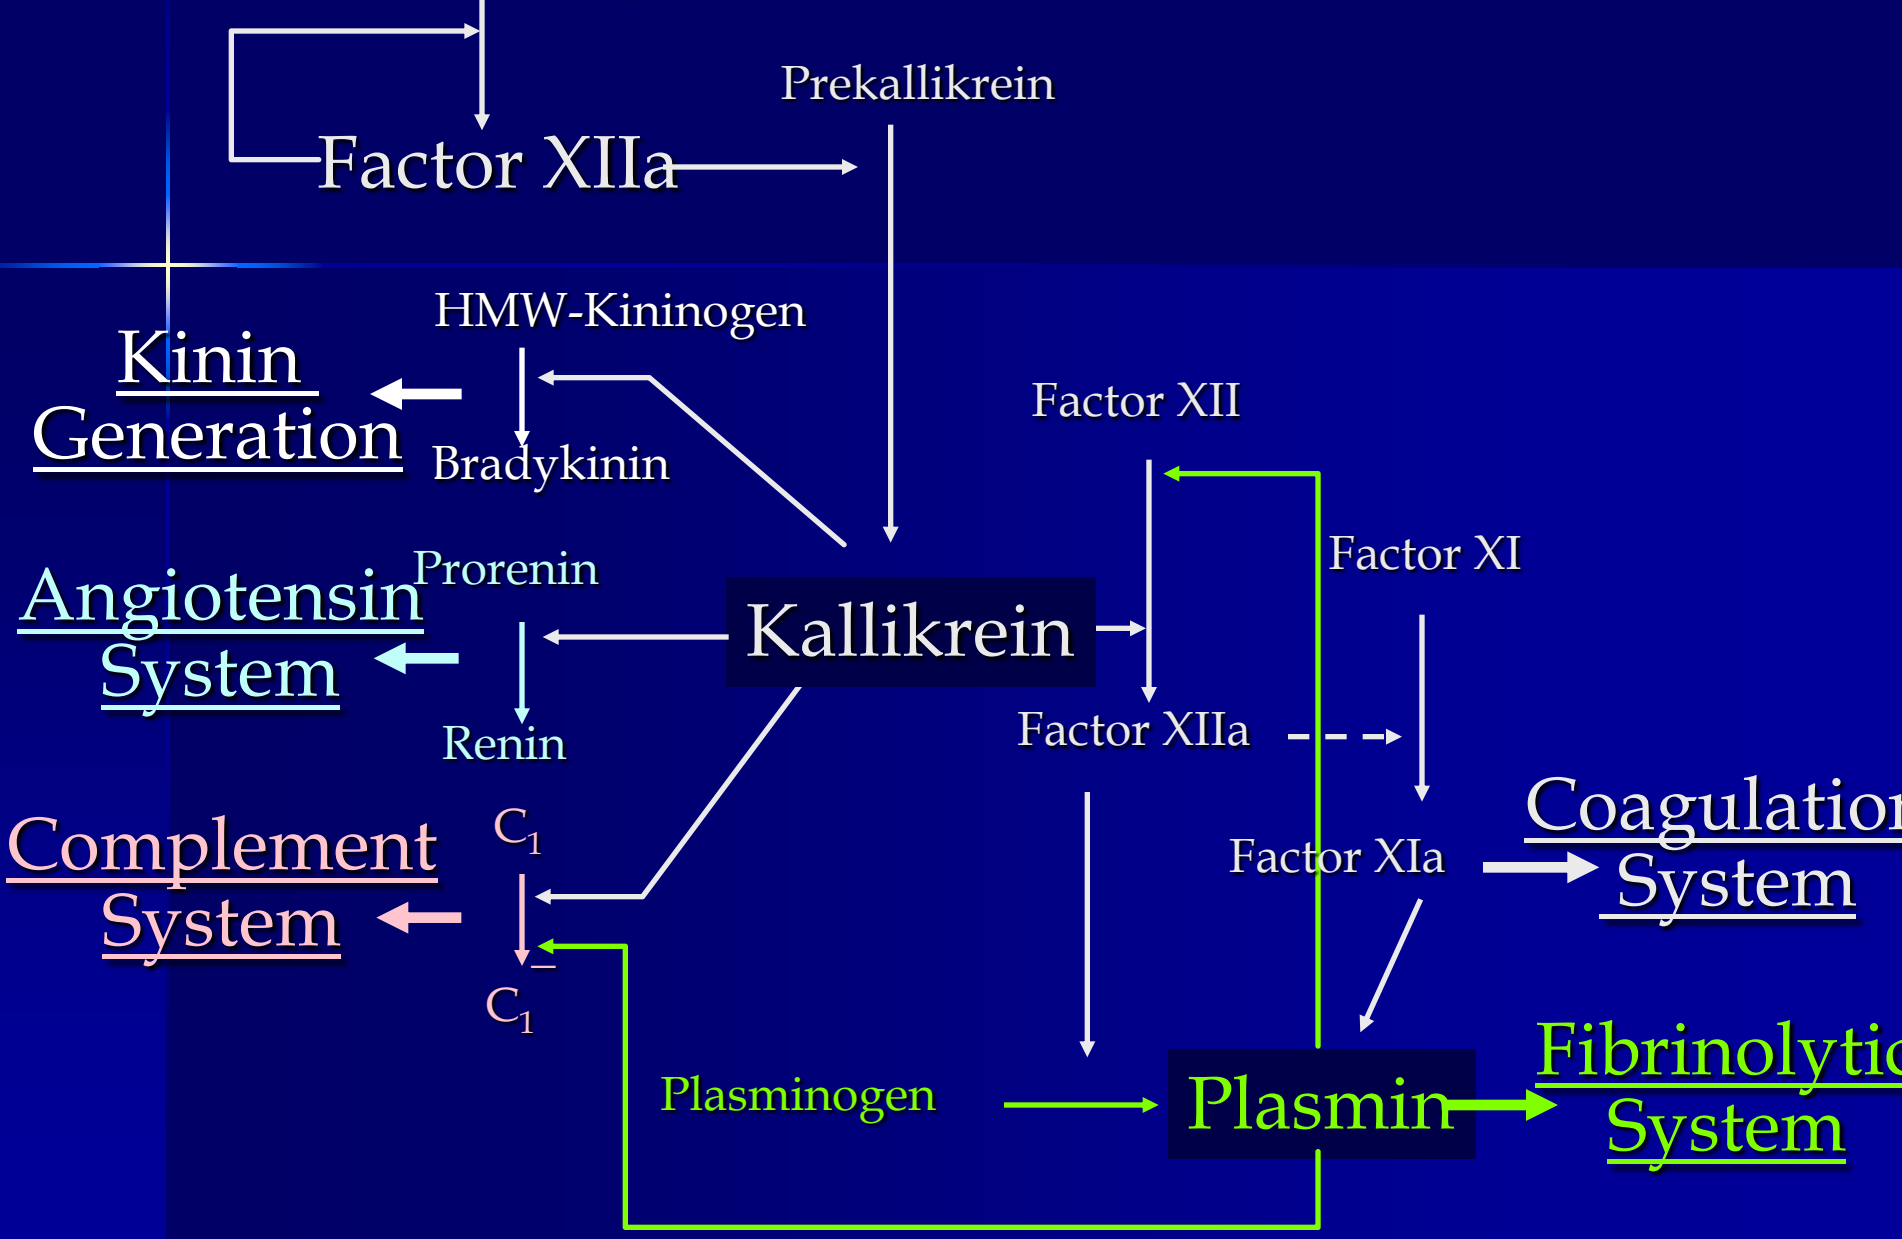 Prekallikrein
Factor XIIa
HMW-Kininogen
Kinin
Generation
Bradykinin
Factor XII
Prorenin
Factor XI
Angiotensin
System
Kallikrein
Renin
Factor XIIa
C1
Complement
System
Factor XIa
Coagulation
System
C1
Plasminogen
Plasmin
Fibrinolytic
System